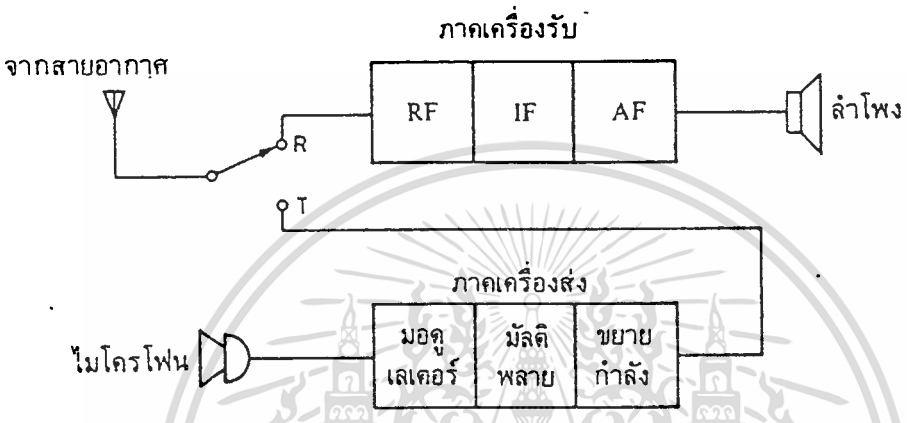 ภาคเครื่องรับ
จากสายอากาศ
RF
IF
AF
ลำโพง
R
T
ภาคเครื่องส่ง
ไมโครโฟน
มอดู
เลเตอร์
มัลติ
พลาย
ขยาย
กำลัง